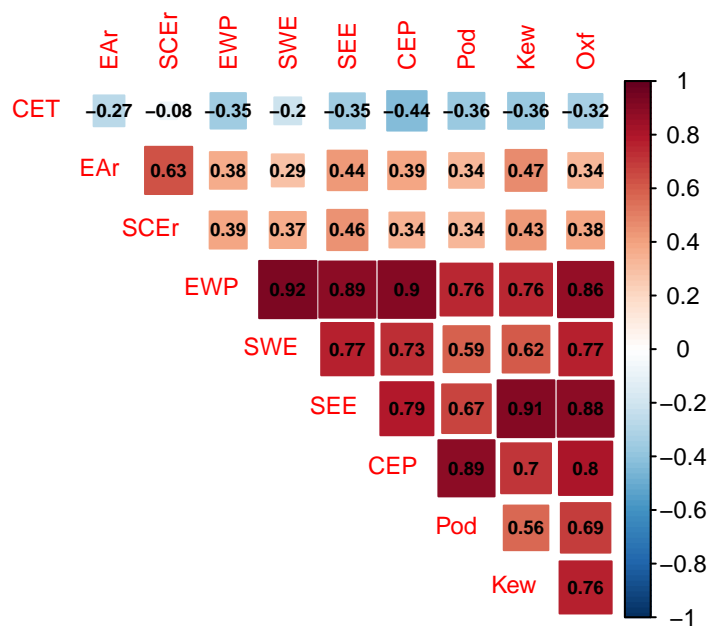 EAr SCEr EWP SWE SEE CEP Pod Kew Oxf
CET −0.27 −0.08 −0.35 −0.2 −0.35 −0.44 −0.36 −0.36 −0.32
EAr 0.63 0.38 0.29 0.44 0.39 0.34 0.47 0.34
SCEr 0.39 0.37 0.46 0.34 0.34 0.43 0.38
EWP 0.92 0.89 0.9 0.76 0.76 0.86
SWE 0.77 0.73 0.59 0.62 0.77
SEE 0.79 0.67 0.91 0.88
CEP 0.89 0.7 0.8
Pod 0.56 0.69
Kew 0.76
1
0.8
0.6
0.4
0.2
0
−0.2
−0.4
−0.6
−0.8
−1